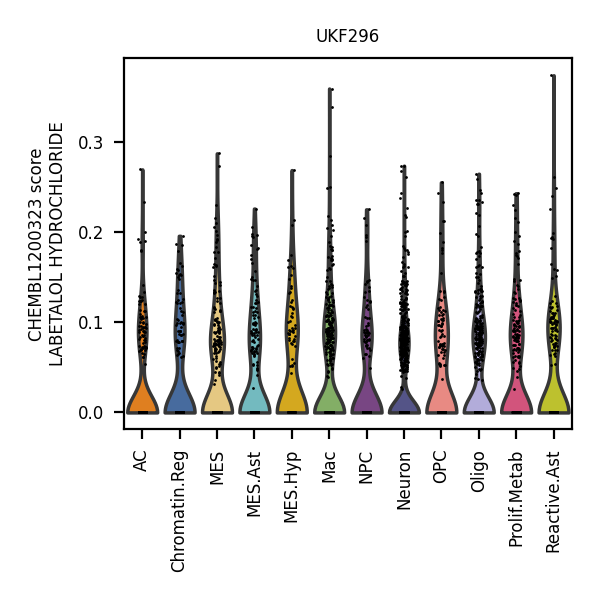 UKF296
CHEMBL1200323 score
LABETALOL HYDROCHLORIDE
0.3
0.2
0.1
0.0
AC
Chromatin.Reg
MES
MES.Ast
MES.Hyp
Mac
NPC
Neuron
OPC
Oligo
Prolif.Metab
Reactive.Ast